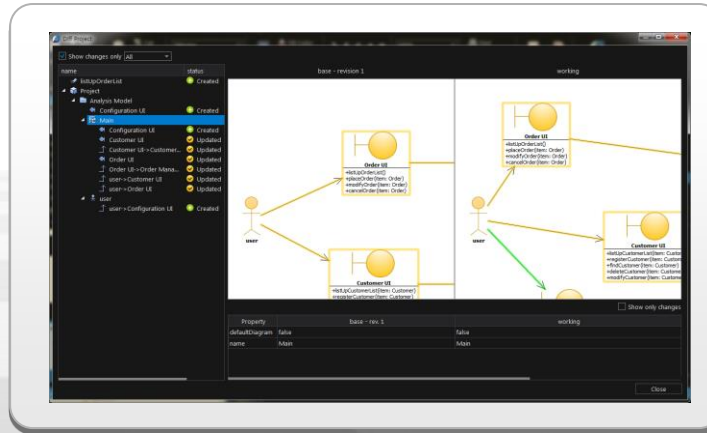 Diff Project
Show changes only All
name status
listUpOrderList Created
Project
Analysis Model
Configuration UI Created
Main
Configuration UI Created
Customer UI Updated
Customer UI->Customer... Updated
Order UI Updated
Order UI->Order Mana... Updated
user->Customer UI Updated
user->Order UI Updated
user
user->Configuration UI Created
base - revision 1
user
Order UI
+listUpOrderList()
+placeOrder(item: Order)
+modifyOrder(item: Order)
+cancelOrder(item: Order)
Customer UI
+listUpCustomerList(item: Customer)
+registerCustomer(item: Customer)
working
Order UI
+listUpOrderList()
+placeOrder(item: Order)
+modifyOrder(item: Order)
+cancelOrder(item: Order)
user
Customer UI
+listUpCustomerList(item: Custom
+registerCustomer(item: Custome
+findCustomer(item: Customer)
+deleteCustomer(item: Customer
+modifyCustomer(item: Customer
Show only changes
Property base - rev. 1 working
defaultDiagram false false
name Main Main
Close